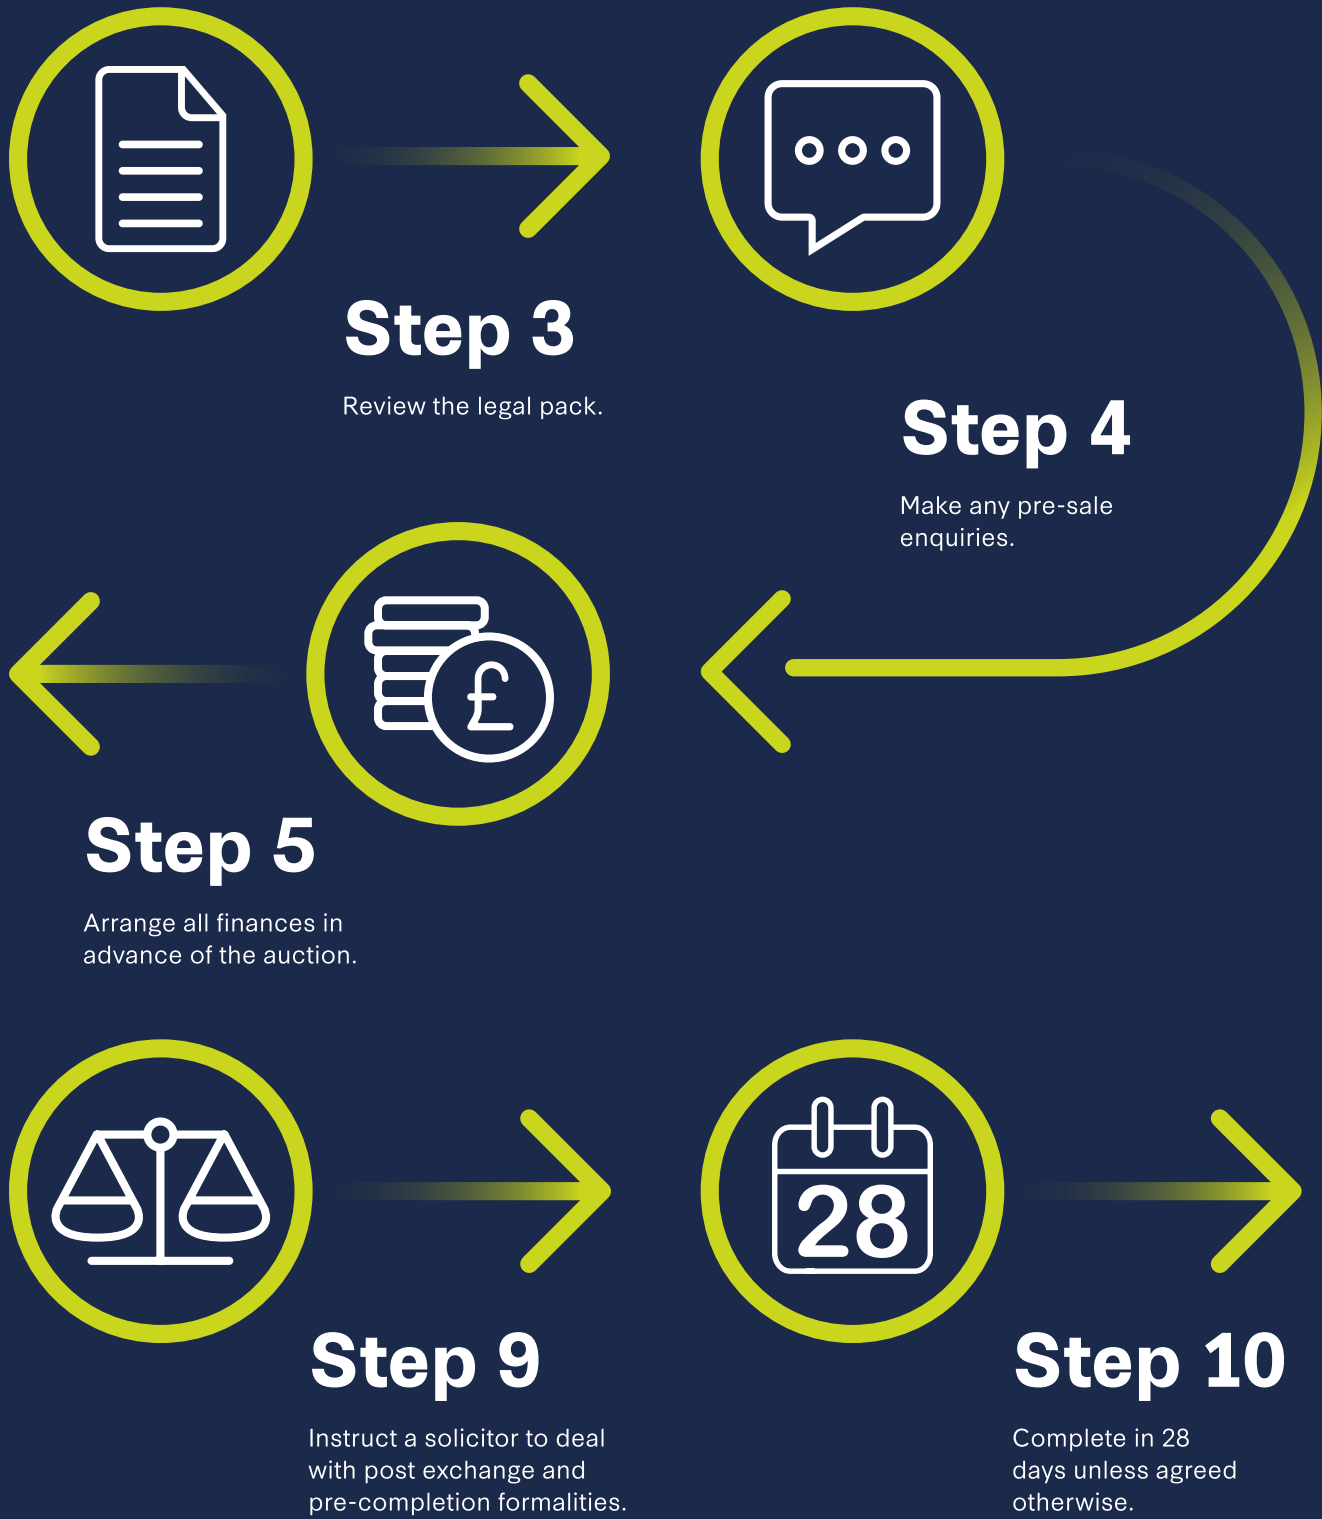 Step 3
Review the legal pack.
Step 4
Make any pre-sale
enquiries.
£
Step 5
Arrange all finances in
advance of the auction.
Step 9
Instruct a solicitor to deal
with post exchange and
pre-completion formalities.
28
Step 10
Complete in 28
days unless agreed
otherwise.